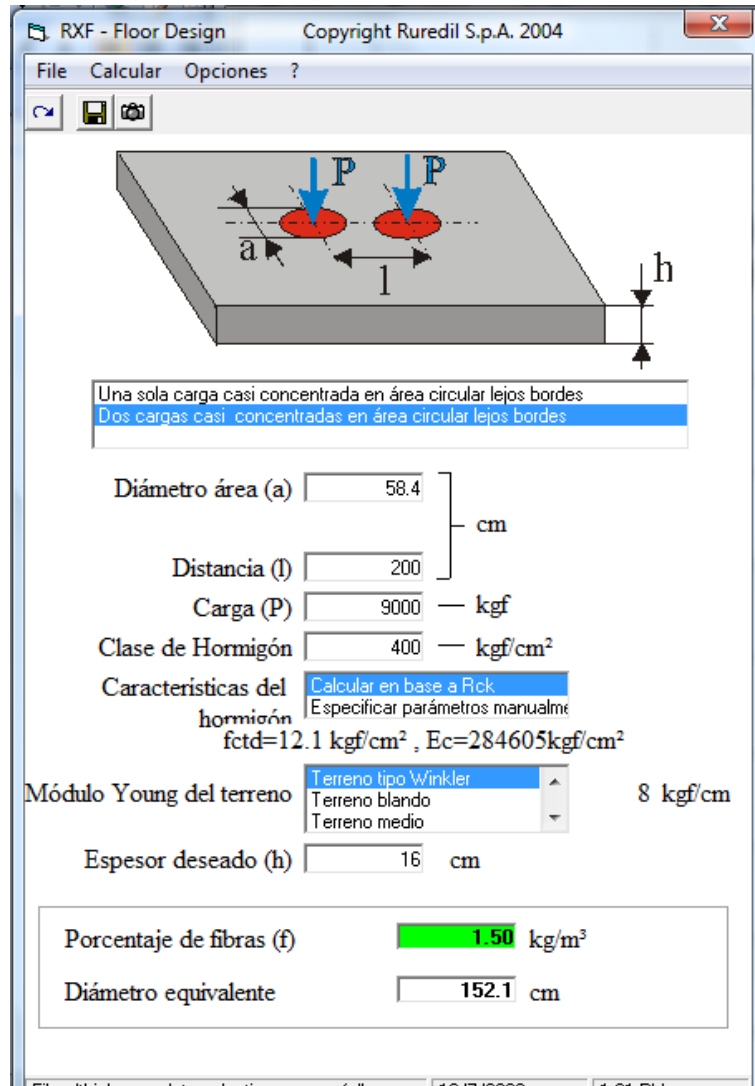 RXF - Floor Design Copyright Ruredil S.p.A. 2004
File Calcular Opciones ?
P P
a
l
h
Una sola carga casi concentrada en área circular lejos bordes
Dos cargas casi concentradas en área circular lejos bordes
Diámetro área (a) 58.4
cm
Distancia (l) 200
Carga (P) 9000 — kgf
Clase de Hormigón 400 — kgf/cm²
Características del hormigón
Calcular en base a Rck
Especificar parámetros manualme
fctd=12.1 kgf/cm² , Ec=284605kgf/cm²
Módulo Young del terreno
Terreno tipo Winkler
Terreno blando
Terreno medio
8 kgf/cm
Espesor deseado (h) 16 cm
Porcentaje de fibras (f) 1.50 kg/m³
Diámetro equivalente 152.1 cm